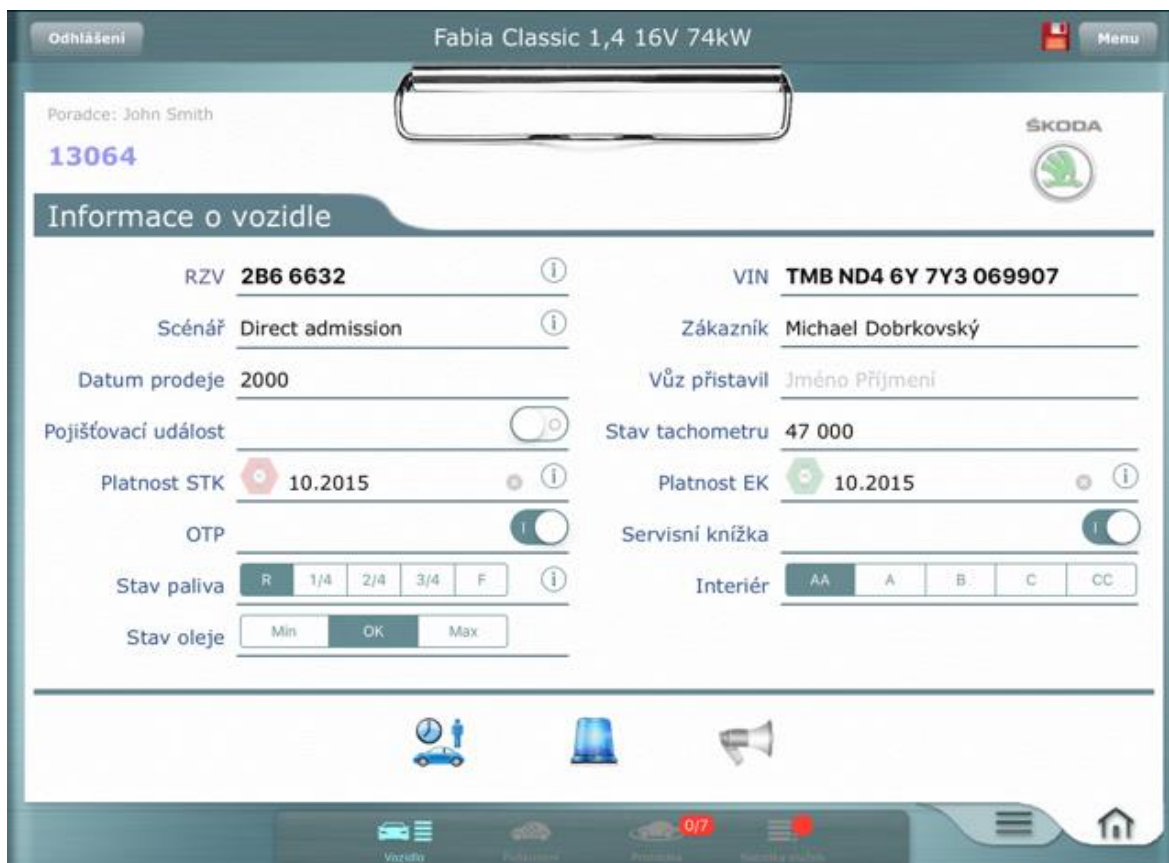 Odhlášení
Fabia Classic 1,4 16V 74kW
Menu
Poradce: John Smith
13064
ŠKODA
Informace o vozidle
RZV 2B6 6632
VIN TMB ND4 6Y 7Y3 069907
Scénář Direct admission
Zákazník Michael Dobrkovský
Datum prodeje 2000
Vůz přistavil Jméno Příjmení
Pojišťovací událost
Stav tachometru 47 000
Platnost STK 10.2015
Platnost EK 10.2015
OTP
Servisní knížka
Stav paliva R 1/4 2/4 3/4 F
Interiér AA A B C CC
Stav oleje Min OK Max
0/7
Vozidlo